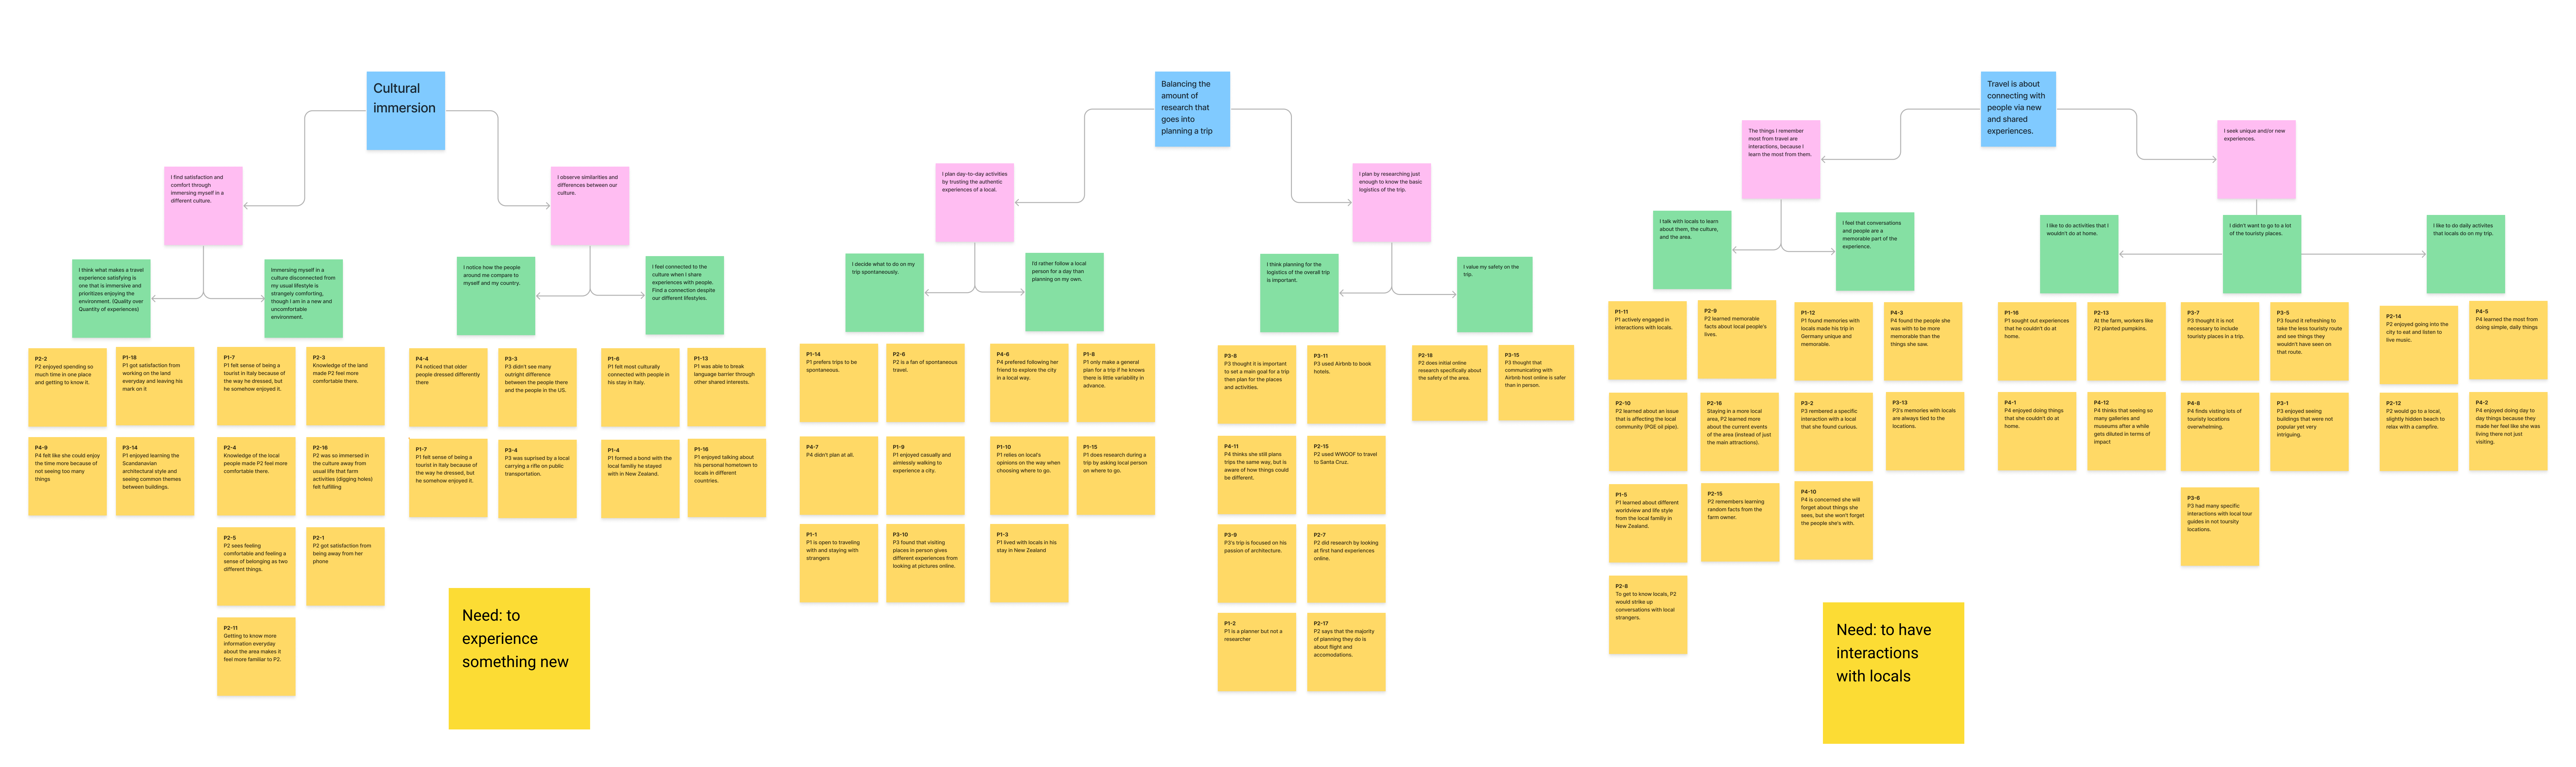 Cultural
immersion
I find satisfaction and
comfort through
immersing myself in a
different culture.
I observe similarities and
differences between our
culture.
I think what makes a travel
experience satisfying is
one that is immersive and
prioritizes enjoying the
environment. (Quality over
Quantity of experiences)
Immersing myself in a
culture disconnected from
my usual lifestyle is
strangely comforting,
though I am in a new and
uncomfortable
environment.
I notice how the people
around me compare to
myself and my country.
I feel connected to the
culture when I share
experiences with people.
Find a connection despite
our different lifestyles.
P2-2
P2 enjoyed spending so
much time in one place
and getting to know it.
P1-18
P1 got satisfaction from
working on the land
everyday and leaving his
mark on it
P4-9
P4 felt like she could enjoy
the time more because of
not seeing too many
things
P3-14
P1 enjoyed learning the
Scandanavian
architectural style and
seeing common themes
between buildings.
P1-7
P1 felt sense of being a
tourist in Italy because of
the way he dressed, but
he somehow enjoyed it.
P2-3
Knowledge of the land
made P2 feel more
comfortable there.
P2-4
Knowledge of the local
people made P2 feel more
comfortable there.
P2-16
P2 was so immersed in
the culture away from
usual life that farm
activities (digging holes)
felt fulfilling
P2-5
P2 sees feeling
comfortable and feeling a
sense of belonging as two
different things.
P2-1
P2 got satisfaction from
being away from her
phone
P2-11
Getting to know more
information everyday
about the area makes it
feel more familiar to P2.
P4-4
P4 noticed that older
people dressed differently
there
P3-3
P3 didn't see many
outright difference
between the people there
and the people in the US.
P1-7
P1 felt sense of being a
tourist in Italy because of
the way he dressed, but
he somehow enjoyed it.
P3-4
P3 was suprised by a local
carrying a rifle on public
transportation.
P1-6
P1 felt most culturally
connected with people in
his stay in Italy.
P1-13
P1 was able to break
language barrier through
other shared interests.
P1-4
P1 formed a bond with the
local family he stayed
with in New Zealand.
P1-16
P1 enjoyed talking about
his personal hometown to
locals in different
countries.
Need: to
experience
something new
Balancing the
amount of
research that
goes into
planning a trip
I plan day-to-day activities
by trusting the authentic
experiences of a local.
I plan by researching just
enough to know the basic
logistics of the trip.
I decide what to do on my
trip spontaneously.
I'd rather follow a local
person for a day than
planning on my own.
I think planning for the
logistics of the overall trip
is important.
I value my safety on the
trip.
P1-14
P1 prefers trips to be
spontaneous.
P2-6
P2 is a fan of spontaneous
travel.
P4-7
P4 didn't plan at all.
P1-9
P1 enjoyed casually and
aimlessly walking to
experience a city.
P1-1
P1 is open to traveling
with and staying with
strangers
P3-10
P3 found that visiting
places in person gives
different experiences from
looking at pictures online.
P4-6
P4 prefered following her
friend to explore the city
in a local way.
P1-8
P1 only make a general
plan for a trip if he knows
there is little variability in
advance.
P1-10
P1 relies on local's
opinions on the way when
choosing where to go.
P1-15
P1 does research during a
trip by asking local person
on where to go.
P1-3
P1 lived with locals in his
stay in New Zealand
P3-8
P3 thought it is important
to set a main goal for a trip
then plan for the places
and activities.
P3-11
P3 used Airbnb to book
hotels.
P4-11
P4 thinks she still plans
trips the same way, but is
aware of how things could
be different.
P2-15
P2 used WWOOF to travel
to Santa Cruz.
P3-9
P3's trip is focused on his
passion of architecture.
P2-7
P2 did research by looking
at first hand experiences
online.
P1-2
P1 is a planner but not a
researcher
P2-17
P2 says that the majority
of planning they do is
about flight and
accomodations.
P2-18
P2 does initial online
research specifically about
the safety of the area.
P3-15
P3 thought that
communicating with
Airbnb host online is safer
than in person.
Travel is about
connecting with
people via new
and shared
experiences.
The things I remember
most from travel are
interactions, because I
learn the most from them.
I seek unique and/or new
experiences.
I talk with locals to learn
about them, the culture,
and the area.
I feel that conversations
and people are a
memorable part of the
experience.
I like to do activities that I
wouldn't do at home.
I didn't want to go to a lot
of the touristy places.
I like to do daily activites
that locals do on my trip.
P1-11
P1 actively engaged in
interactions with locals.
P2-9
P2 learned memorable
facts about local people's
lives.
P2-10
P2 learned about an issue
that is affecting the local
community (PGE oil pipe).
P2-16
Staying in a more local
area, P2 learned more
about the current events
of the area (instead of just
the main attractions).
P1-5
P1 learned about different
worldview and life style
from the local familiy in
New Zealand.
P2-15
P2 remembers learning
random facts from the
farm owner.
P2-8
To get to know locals, P2
would strike up
conversations with local
strangers.
P1-12
P1 found memories with
locals made his trip in
Germany unique and
memorable.
P4-3
P4 found the people she
was with to be more
memorable than the
things she saw.
P3-2
P3 rembered a specific
interaction with a local
that she found curious.
P3-13
P3's memories with locals
are always tied to the
locations.
P4-10
P4 is concerned she will
forget about things she
sees, but she won't forget
the people she's with.
P1-16
P1 sought out experiences
that he couldn't do at
home.
P2-13
At the farm, workers like
P2 planted pumpkins.
P4-1
P4 enjoyed doing things
that she couldn't do at
home.
P4-12
P4 thinks that seeing so
many galleries and
museums after a while
gets diluted in terms of
impact
P3-7
P3 thought it is not
necessary to include
touristy places in a trip.
P3-5
P3 found it refreshing to
take the less touristy route
and see things they
wouldn't have seen on
that route.
P4-8
P4 finds visting lots of
touristy locations
overwhelming.
P3-1
P3 enjoyed seeing
buildings that were not
popular yet very
intriguing.
P3-6
P3 had many specific
interactions with local tour
guides in not toursity
locations.
P2-14
P2 enjoyed going into the
city to eat and listen to
live music.
P4-5
P4 learned the most from
doing simple, daily things
P2-12
P2 would go to a local,
slightly hidden beach to
relax with a campfire.
P4-2
P4 enjoyed doing day to
day things because they
made her feel like she was
living there not just
visiting.
Need: to have
interactions
with locals